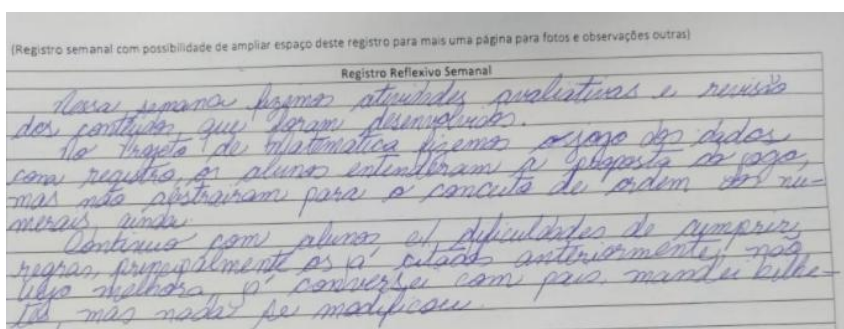 (Registro semanal com possibilidade de ampliar espaço deste registro para mais uma página para fotos e observações outras)
Registro Reflexivo Semanal
Nessa semana fizemos atividades avaliativas e revisão
dos conteúdos que foram desenvolvidos.
No Projeto de Matemática fizemos o jogo dos dados
com registro, os alunos entenderam a proposta do jogo,
mas não abstrairam para o conceito de ordem dos nu-
merais ainda.
Continuo com alunos c/ dificuldades de cumprir
regras, principalmente os já citados anteriormente, não
vejo melhora, já conversei com pais, mandei bilhe-
tes, mas nada se modificou.